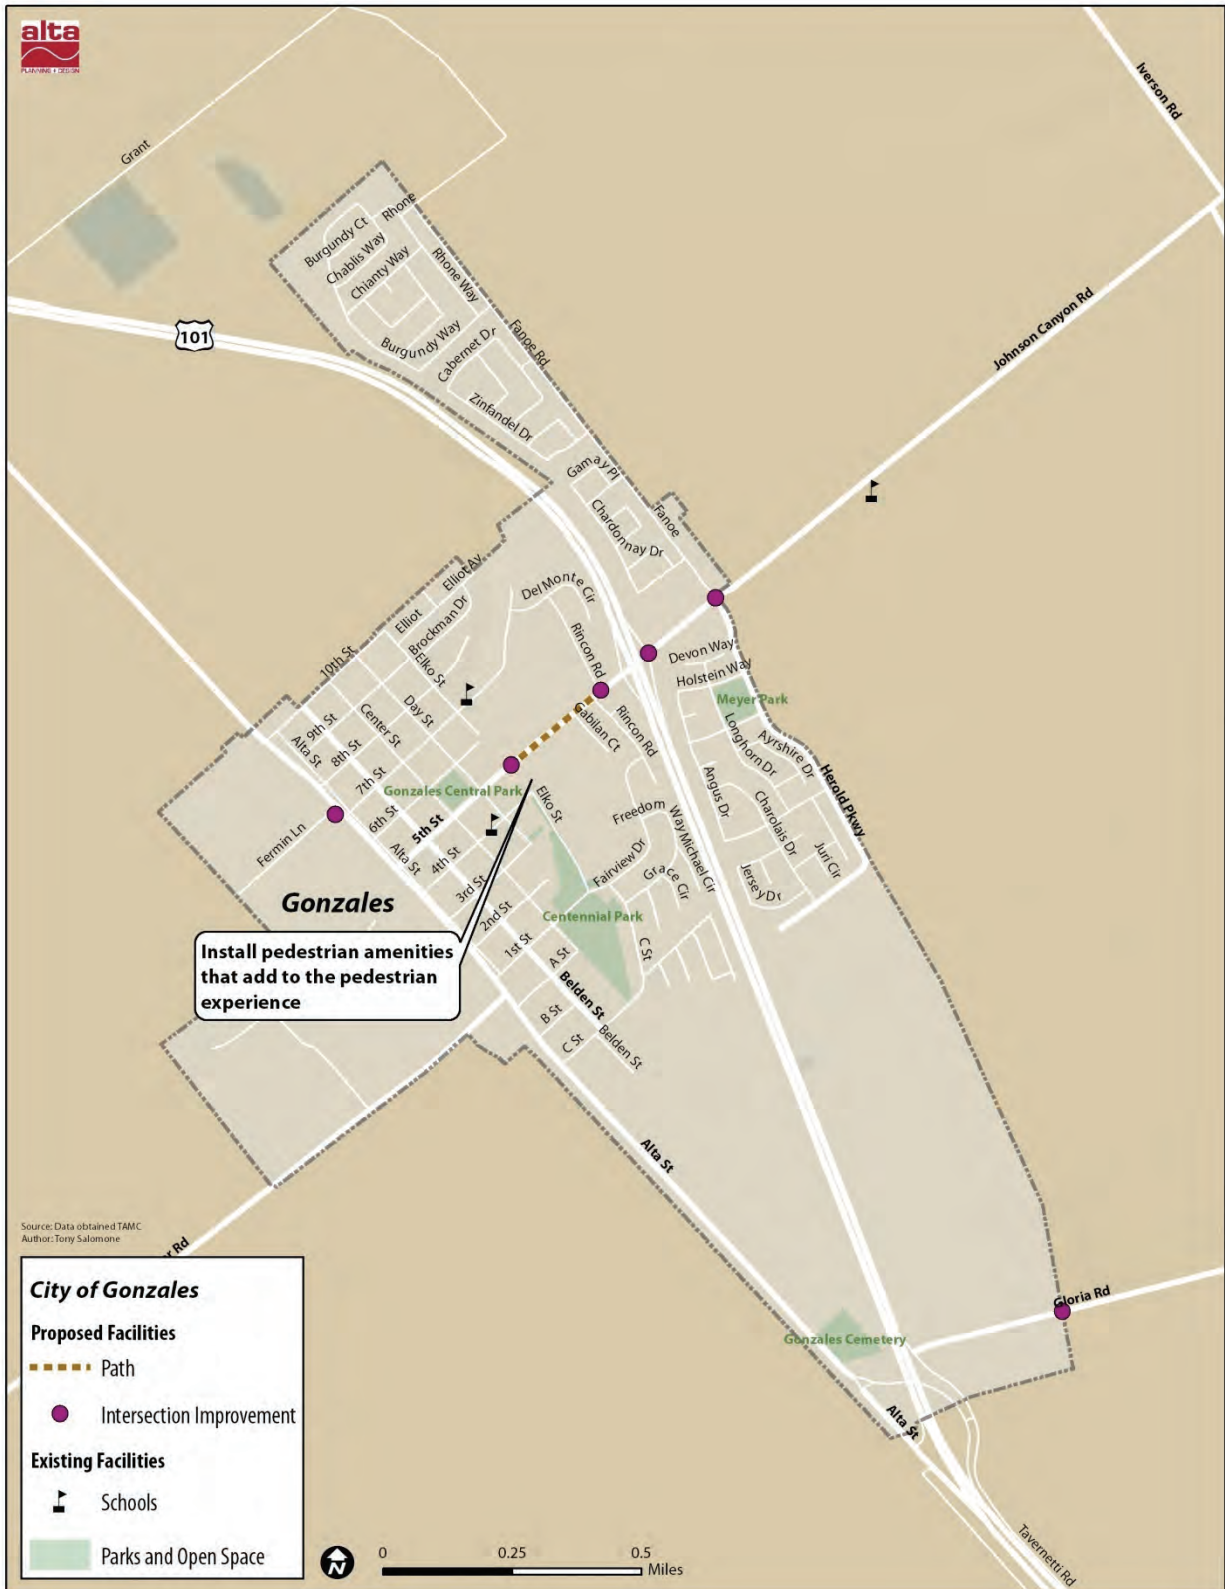 alta
PLANNING + DESIGN
Grant
Iverson Rd
Rhone
Burgundy Ct
Chablis Way
Chianty Way
Rhone Way
101
Burgundy Way
Cabernet Dr
Fanoe Rd
Johnson Canyon Rd
Zinfandel Dr
Gamay Pl
Fanoe
Chardonnay Dr
Elliot Av
Del Monte Cir
Elliot
Brockman Dr
Rincon Rd
Devon Way
10th St
BElko St
Holstein Way
Meyer Park
Day St
9th St
Center St
Gabilan Ct
Rincon Rd
Alta St
8th St
Longhorn Dr
Ayrshire Dr
7th St
Gonzales Central Park
Elko St
Angus Dr
Herold Pkwy
6th St
5th St
Freedom
Way
Michael Cir
Charolais Dr
Fermin Ln
Alta St
4th St
Fairview Dr
Grace Cir
Juri Cir
3rd St
Jersey Dr
Gonzales
2nd St
Centennial Park
1st St
C St
A St
Install pedestrian amenities
that add to the pedestrian
experience
Belden St
B St
C St
Belden St
Alta St
Source: Data obtained TAMC
Author: Tony Salomone
r Rd
Gloria Rd
Gonzales Cemetery
Alta St
Tavernetti Rd
City of Gonzales
Proposed Facilities
Path
Intersection Improvement
Existing Facilities
Schools
Parks and Open Space
N
0 0.25 0.5
Miles